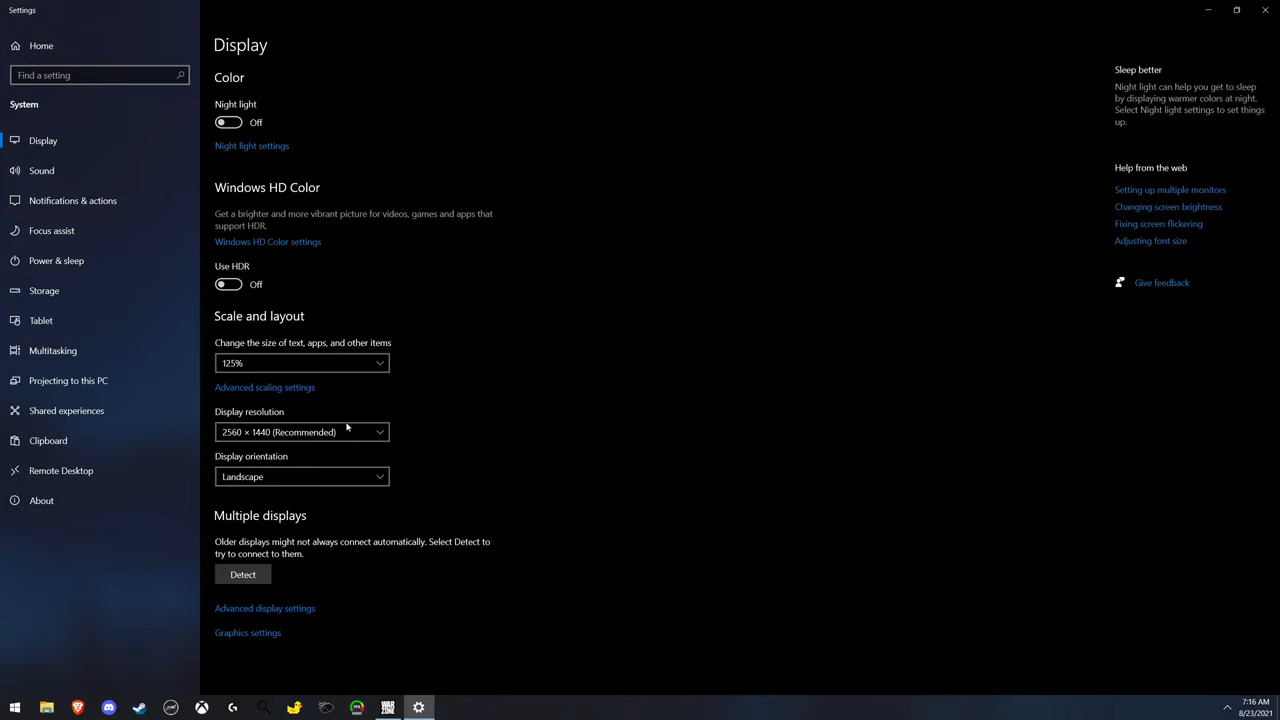 Settings
Home
Find a setting
System
Display
Sound
Notifications & actions
Focus assist
Power & sleep
Storage
Tablet
Multitasking
Projecting to this PC
Shared experiences
Clipboard
Remote Desktop
About
Display
Color
Night light
Off
Night light settings
Windows HD Color
Get a brighter and more vibrant picture for videos, games and apps that
support HDR.
Windows HD Color settings
Use HDR
Off
Scale and layout
Change the size of text, apps, and other items
125%
Advanced scaling settings
Display resolution
2560 × 1440 (Recommended)
Display orientation
Landscape
Multiple displays
Older displays might not always connect automatically. Select Detect to
try to connect to them.
Detect
Advanced display settings
Graphics settings
Sleep better
Night light can help you get to sleep
by displaying warmer colors at night.
Select Night light settings to set things
up.
Help from the web
Setting up multiple monitors
Changing screen brightness
Fixing screen flickering
Adjusting font size
Give feedback
WAR
ZONE
7:16 AM
8/23/2021